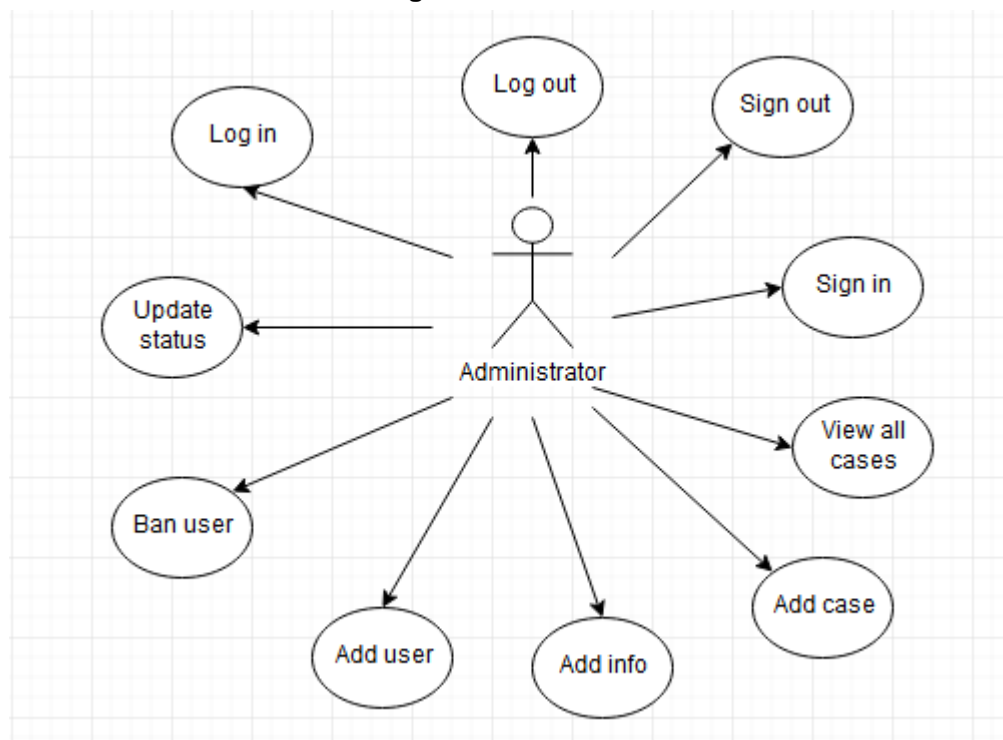 Log out
Sign out
Log in
Sign in
Update
status
Administrator
View all
cases
Ban user
Add case
Add user
Add info